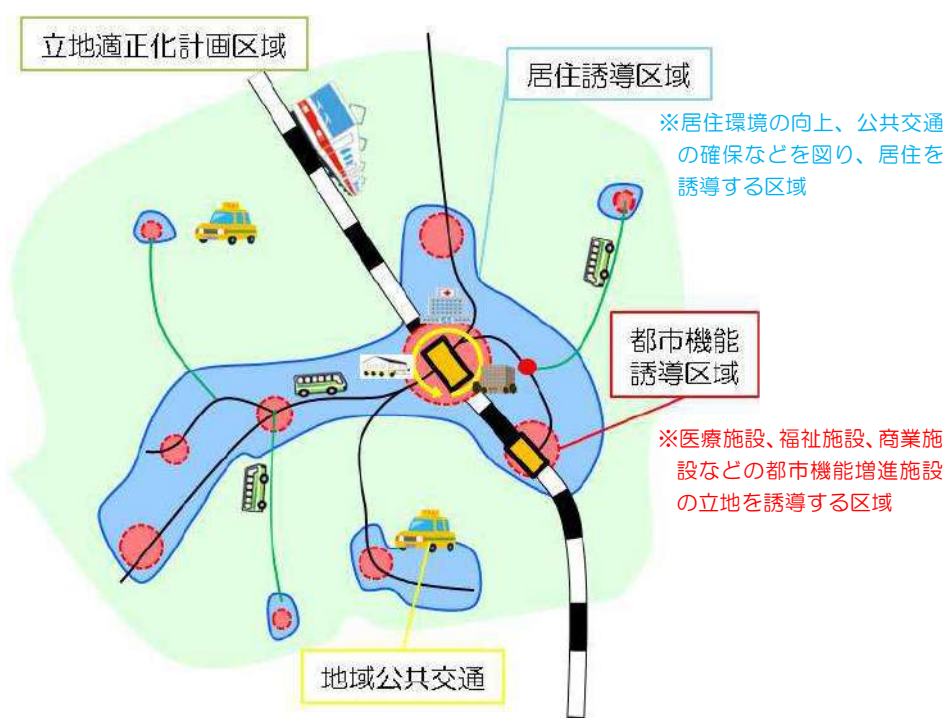 立地適正化計画区域
居住誘導区域
※居住環境の向上、公共交通
の確保などを図り、居住を
誘導する区域
都市機能
誘導区域
※医療施設、福祉施設、商業施
設などの都市機能増進施設
の立地を誘導する区域
地域公共交通